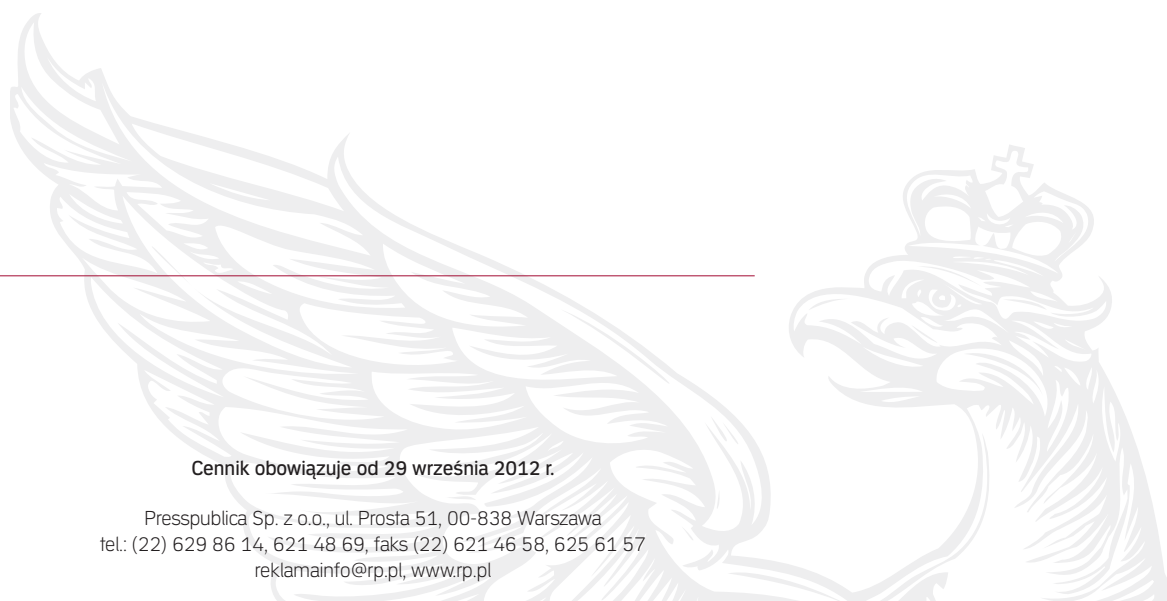 Cennik obowiązuje od 29 września 2012 r.
Presspublica Sp. z o.o., ul. Prosta 51, 00-838 Warszawa
tel.: (22) 629 86 14, 621 48 69, faks (22) 621 46 58, 625 61 57
reklamainfo@rp.pl, www.rp.pl